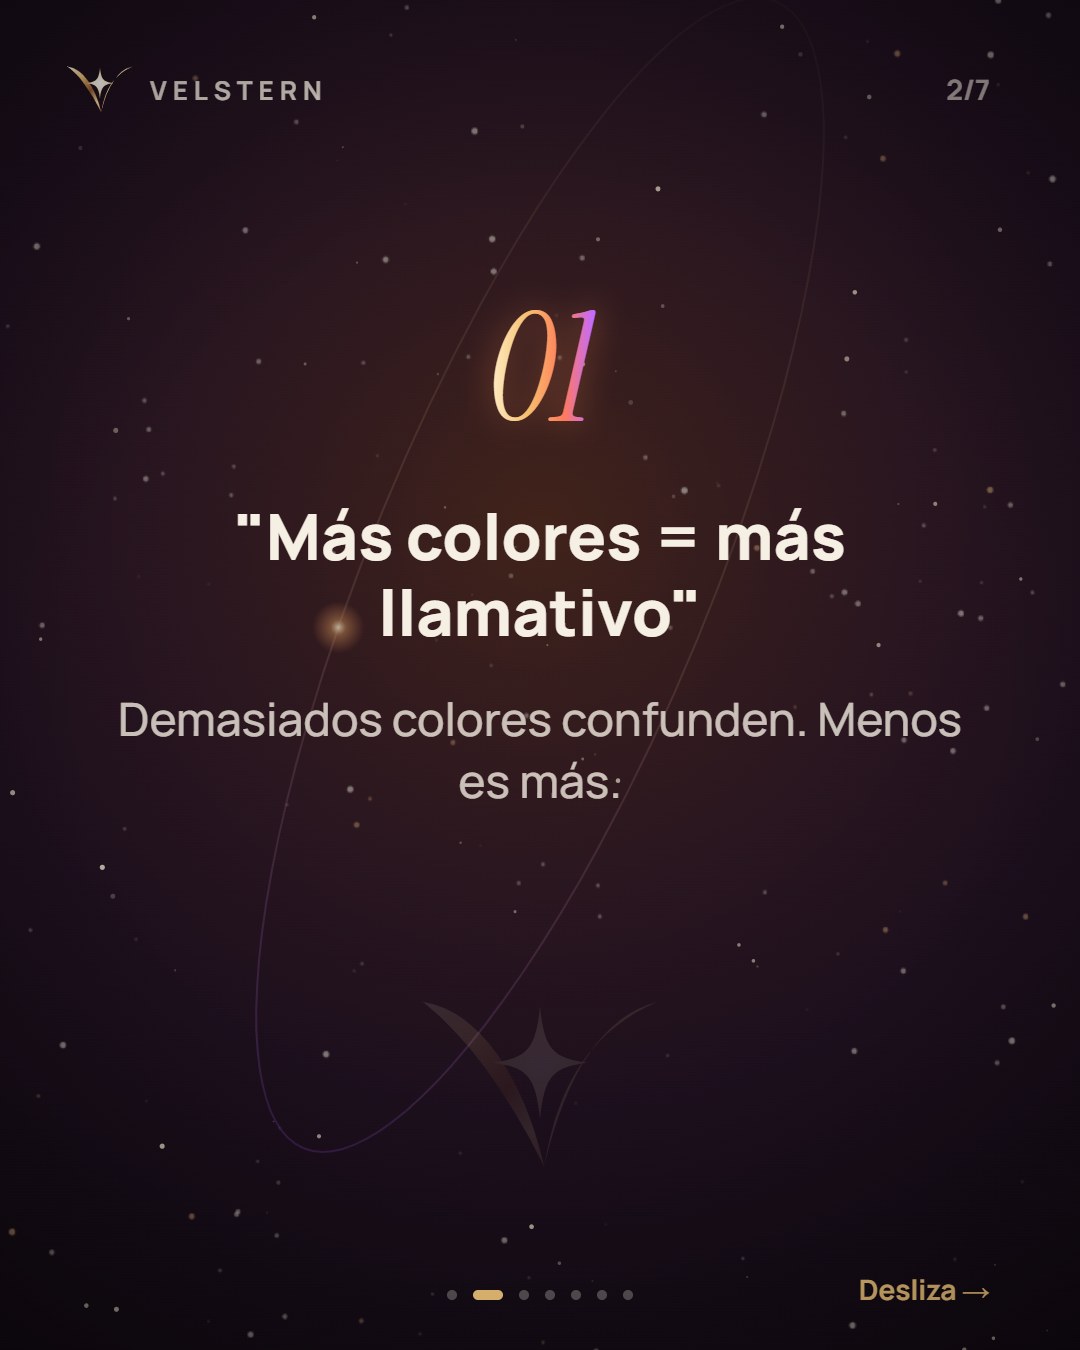 VELSTERN
2/7
01
"Más colores = más
llamativo"
Demasiados colores confunden. Menos
es más.
Desliza →